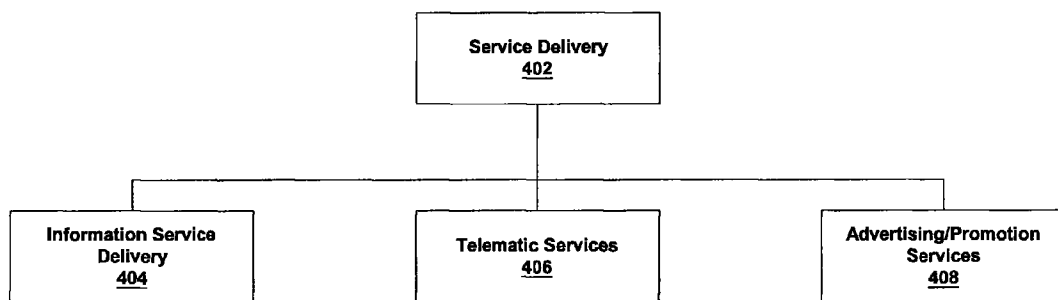 Service Delivery
402
Information Service
Delivery
404
Telematic Services
406
Advertising/Promotion
Services
408